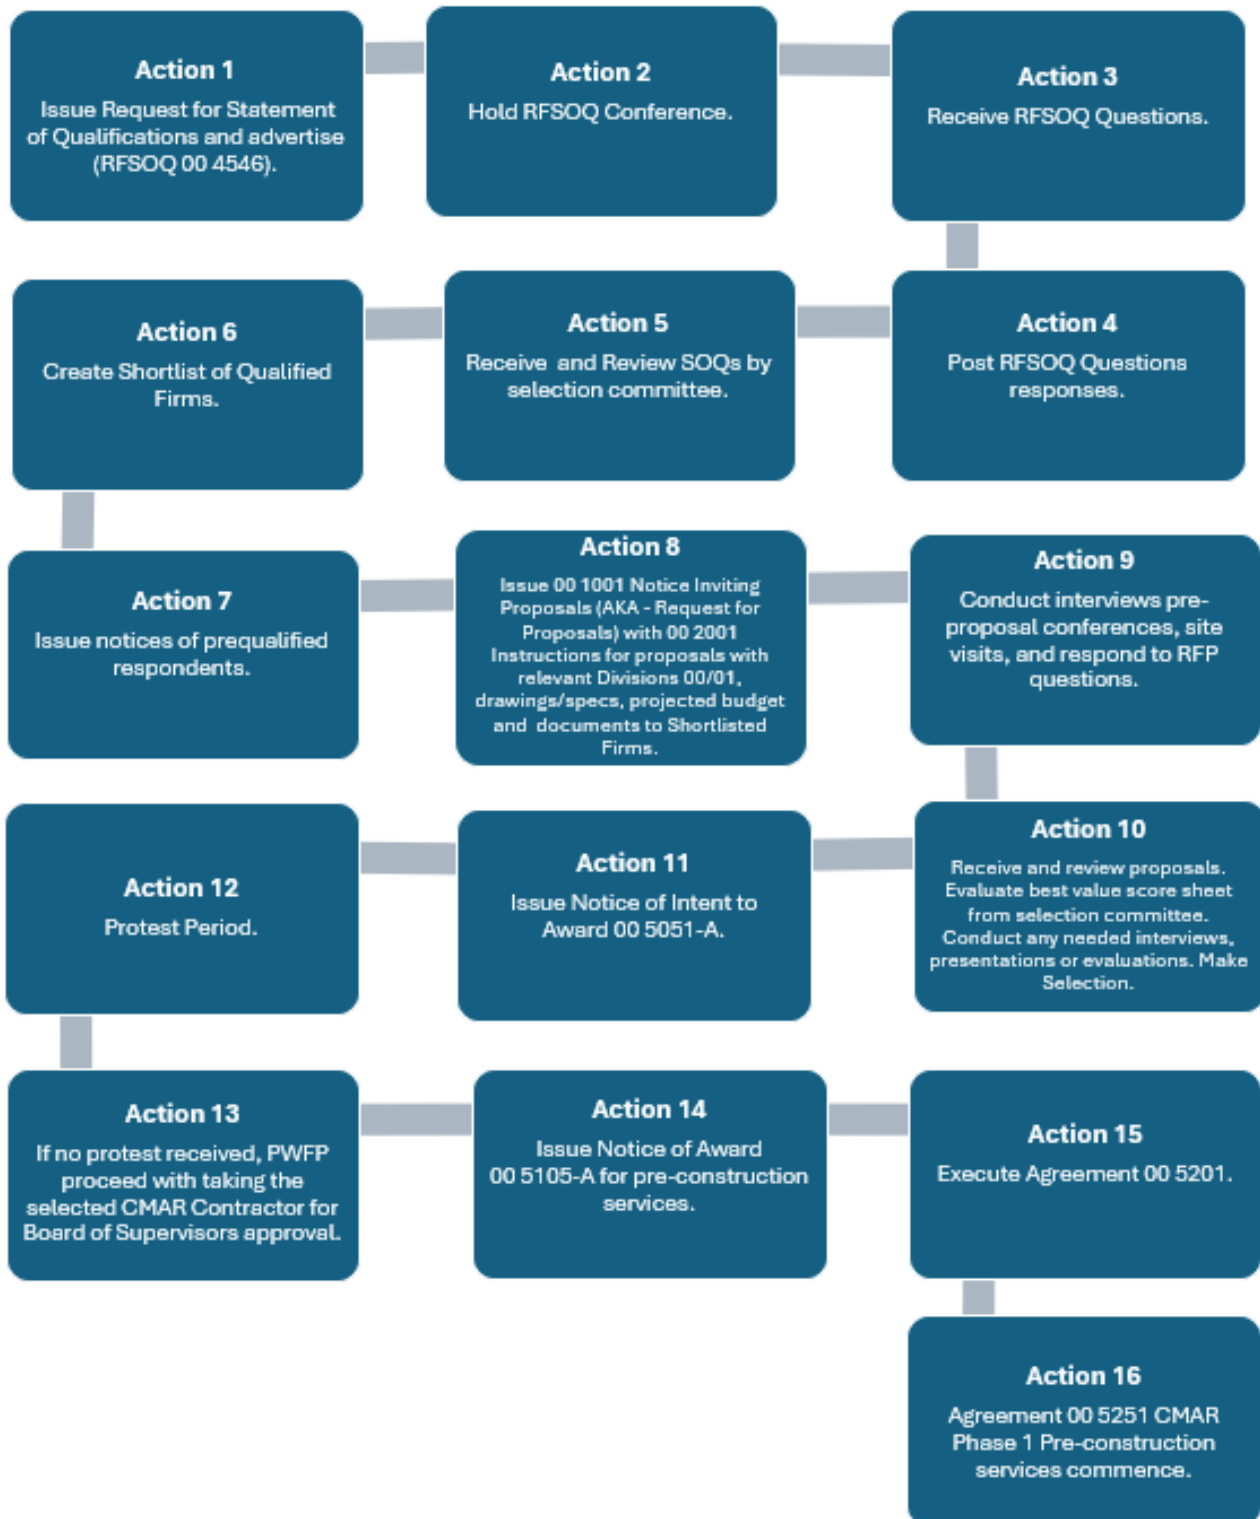 Action 1
Issue Request for Statement
of Qualifications and advertise
(RFSOQ 00 4546).
Action 2
Hold RFSOQ Conference.
Action 3
Receive RFSOQ Questions.
Action 4
Post RFSOQ Questions
responses.
Action 5
Receive and Review SOQs by
selection committee.
Action 6
Create Shortlist of Qualified
Firms.
Action 7
Issue notices of prequalified
respondents.
Action 8
Issue 00 1001 Notice Inviting
Proposals (AKA - Request for
Proposals) with 00 2001
Instructions for proposals with
relevant Divisions 00/01,
drawings/specs, projected budget
and documents to Shortlisted
Firms.
Action 9
Conduct interviews pre-
proposal conferences, site
visits, and respond to RFP
questions.
Action 10
Receive and review proposals.
Evaluate best value score sheet
from selection committee.
Conduct any needed interviews,
presentations or evaluations. Make
Selection.
Action 11
Issue Notice of Intent to
Award 00 5051-A.
Action 12
Protest Period.
Action 13
If no protest received, PWFP
proceed with taking the
selected CMAR Contractor for
Board of Supervisors approval.
Action 14
Issue Notice of Award
00 5105-A for pre-construction
services.
Action 15
Execute Agreement 00 5201.
Action 16
Agreement 00 5251 CMAR
Phase 1 Pre-construction
services commence.